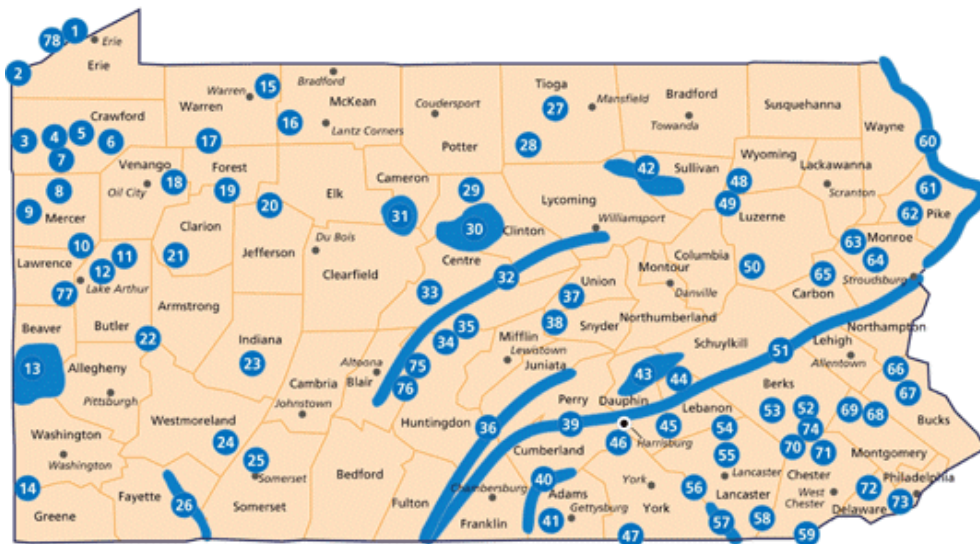 1
78
Erie
Erie
2
Warren
15
Bradford
Tioga
Bradford
Susquehanna
Crawford
Warren
16
McKean
Coudersport
27
Mansfield
Towanda
Wayne
3
4
5
6
17
Lantz Corners
Potter
28
60
7
Venango
Forest
Cameron
42
Sullivan
Wyoming
Lackawanna
8
Oil City
18
19
20
Elk
29
Lycoming
48
Scranton
61
9
Mercer
31
30
Clinton
Williamsport
49
Luzerne
62
Pike
Clarion
Du Bois
Centre
63
Monroe
10
11
21
Jefferson
Columbia
50
64
Lawrence
12
Clearfield
32
Union
Montour
65
Stroudsburg
Lake Arthur
77
33
37
Danville
Carbon
Armstrong
Beaver
Butler
22
Indiana
35
34
38
Snyder
Northumberland
Northampton
Mifflin
Schuylkill
Lehigh
13
Allegheny
23
Altoona
75
Lewistown
Juniata
51
Allentown
Pittsburgh
Cambria
Blair
76
43
44
Berks
66
Johnstown
Perry
Dauphin
67
Westmoreland
Huntingdon
36
39
Lebanon
53
52
69
68
Bucks
Washington
24
Cumberland
46
45
Harrisburg
54
74
Washington
25
Bedford
55
70
71
Montgomery
14
Somerset
Chambersburg
40
York
Lancaster
Chester
Philadelphia
Fayette
26
Somerset
Fulton
Adams
56
Lancaster
West
Chester
72
73
Greene
Franklin
41
Gettysburg
York
57
58
Delaware
47
59